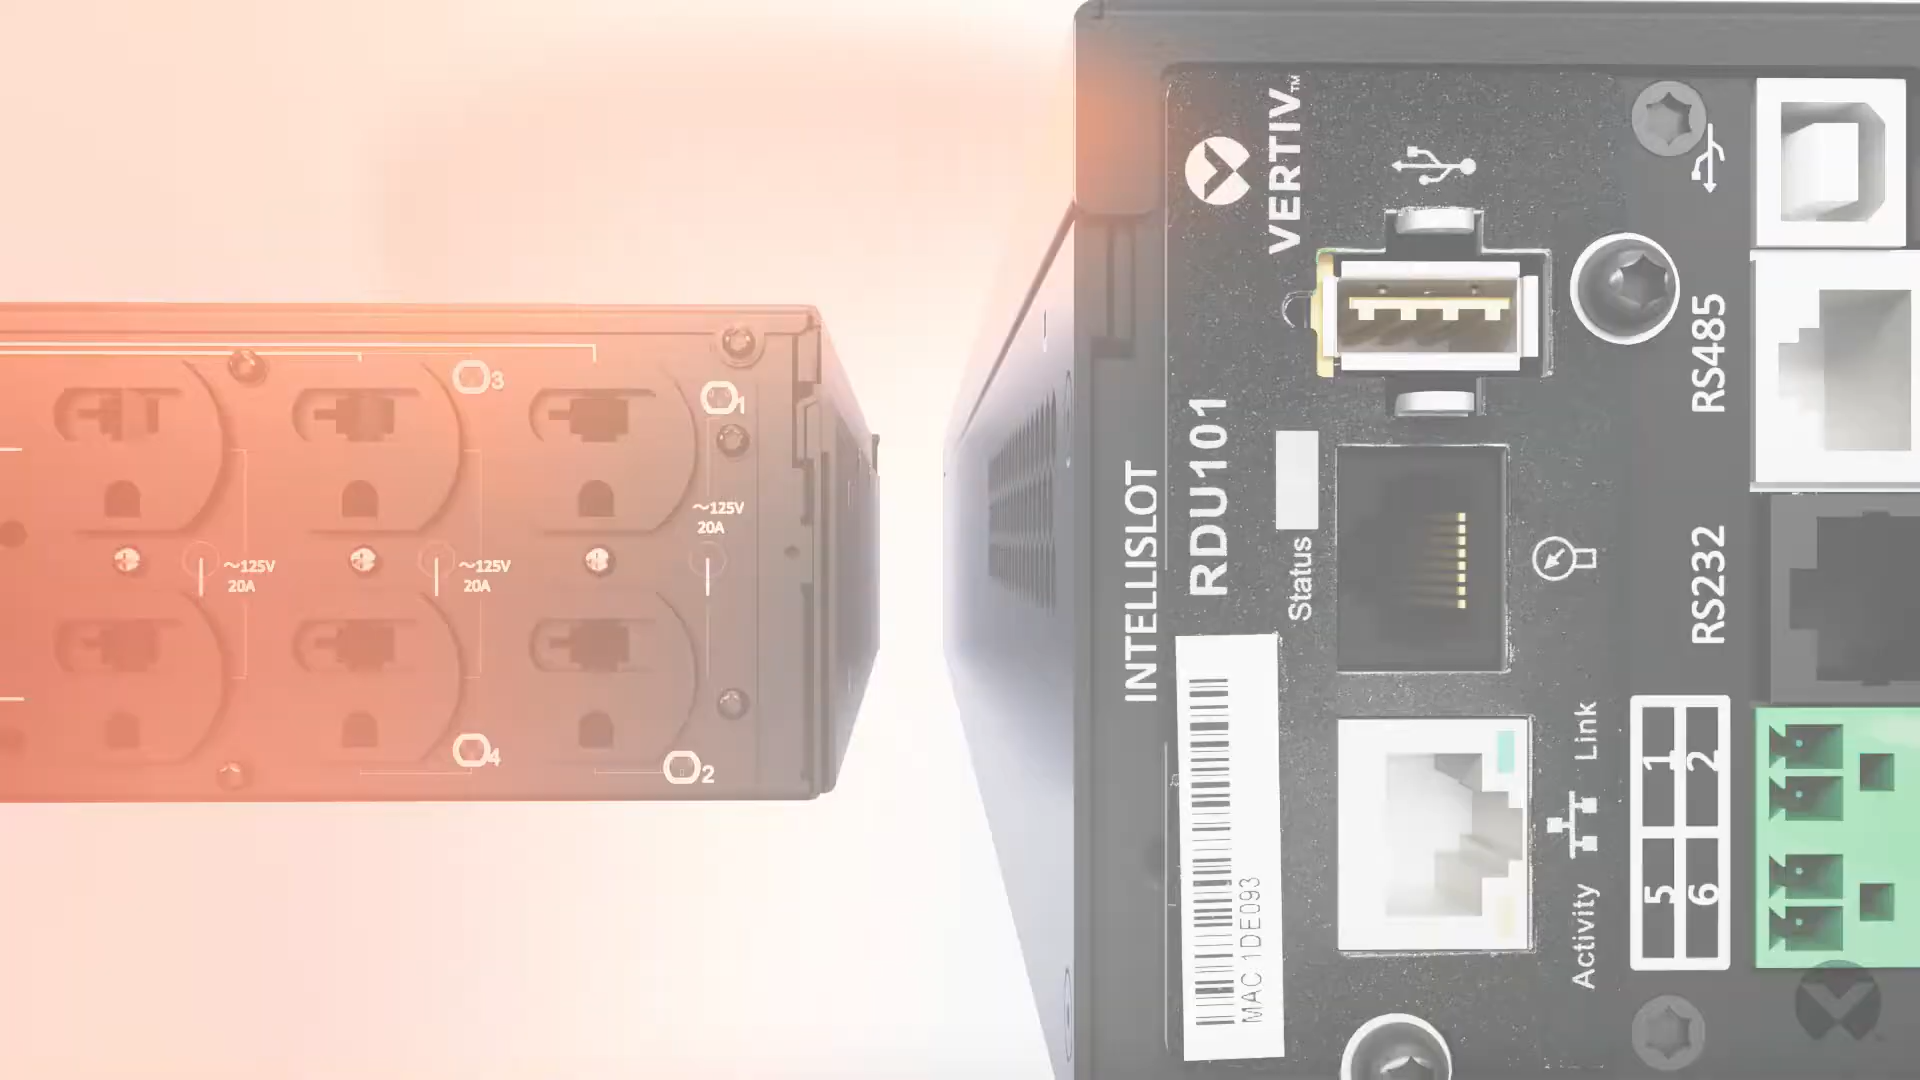 3
1
~125V
20A
~125V
20A
~125V
20A
4
2
VERTIV™
INTELLISLOT
RDU101
Status
MAC 1DE093
Link
Activity
RS485
RS232
1 2
5 6